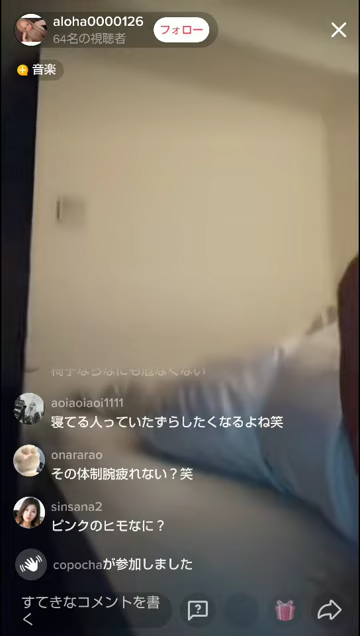 aloha0000126
64名の視聴者
フォロー
音楽
aoiaoiaoi1111
寝てる人っていたずらしたくなるよね笑
onararao
その体制腕疲れない？笑
sinsana2
ピンクのヒモなに？
copochaが参加しました
すてきなコメントを書
く